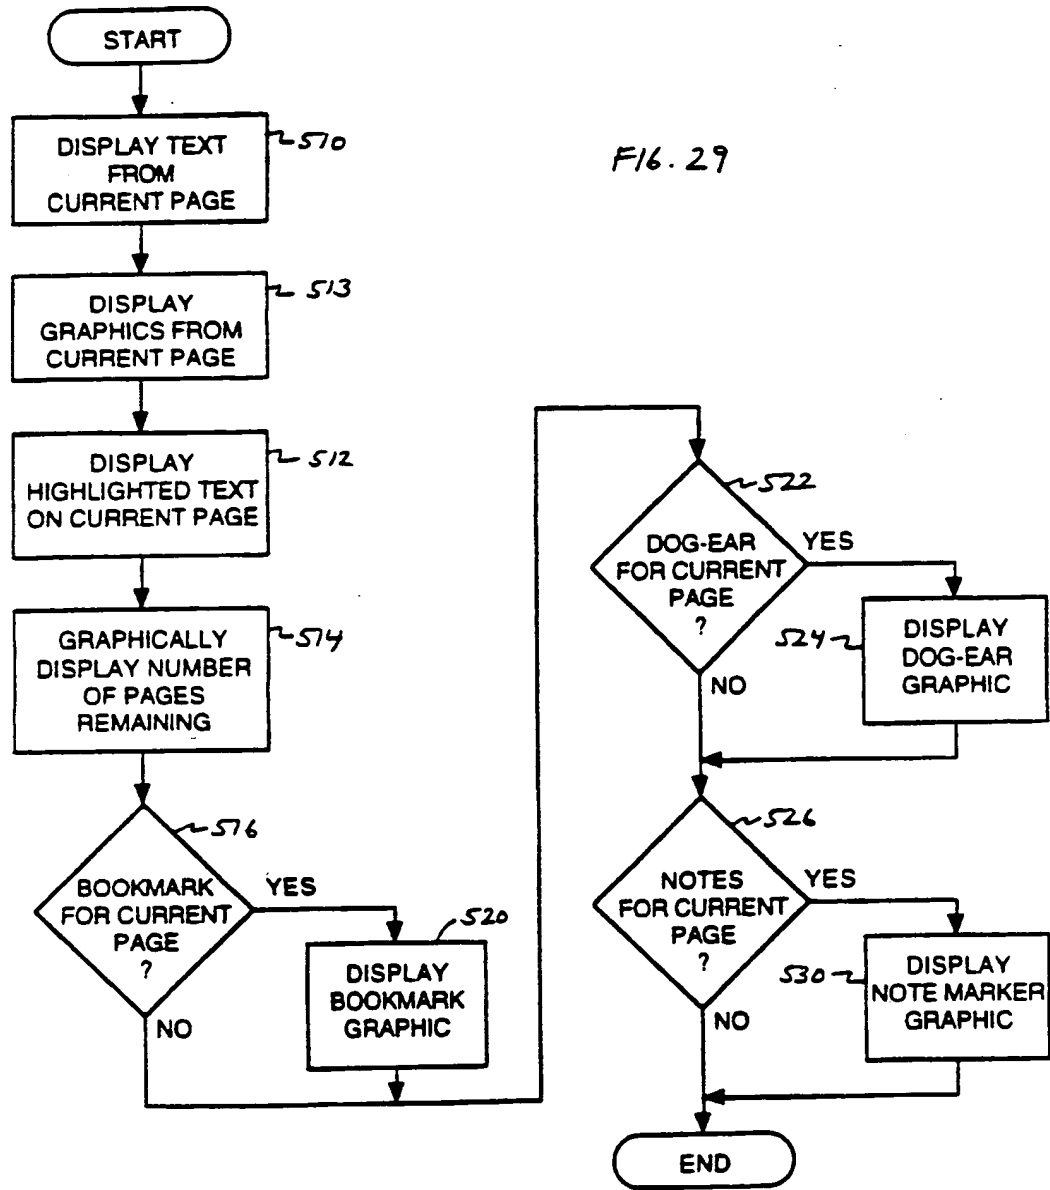 START
DISPLAY TEXT
FROM
CURRENT PAGE
510
FIG. 29
DISPLAY
GRAPHICS FROM
CURRENT PAGE
513
DISPLAY
HIGHLIGHTED TEXT
ON CURRENT PAGE
512
GRAPHICALLY
DISPLAY NUMBER
OF PAGES
REMAINING
514
BOOKMARK
FOR CURRENT
PAGE
?
516
YES
NO
DISPLAY
BOOKMARK
GRAPHIC
520
DOG-EAR
FOR CURRENT
PAGE
?
522
YES
NO
DISPLAY
DOG-EAR
GRAPHIC
524
NOTES
FOR CURRENT
PAGE
?
526
YES
NO
DISPLAY
NOTE MARKER
GRAPHIC
530
END